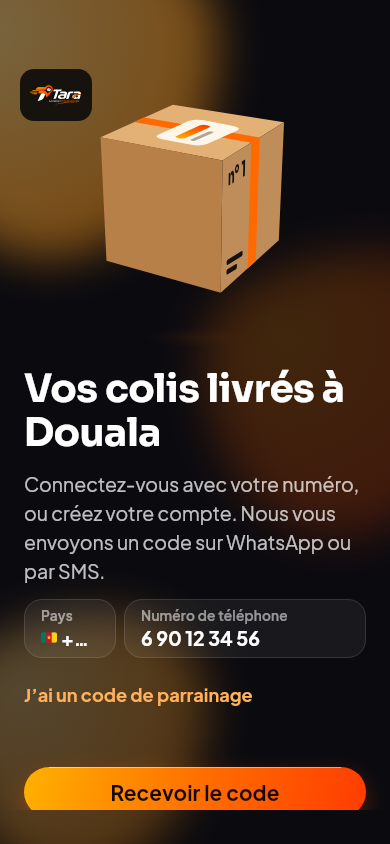 Tara
n°1
Vos colis livrés à
Douala
Connectez-vous avec votre numéro,
ou créez votre compte. Nous vous
envoyons un code sur WhatsApp ou
par SMS.
Pays
Numéro de téléphone
+...
6 90 12 34 56
J’ai un code de parrainage
Recevoir le code